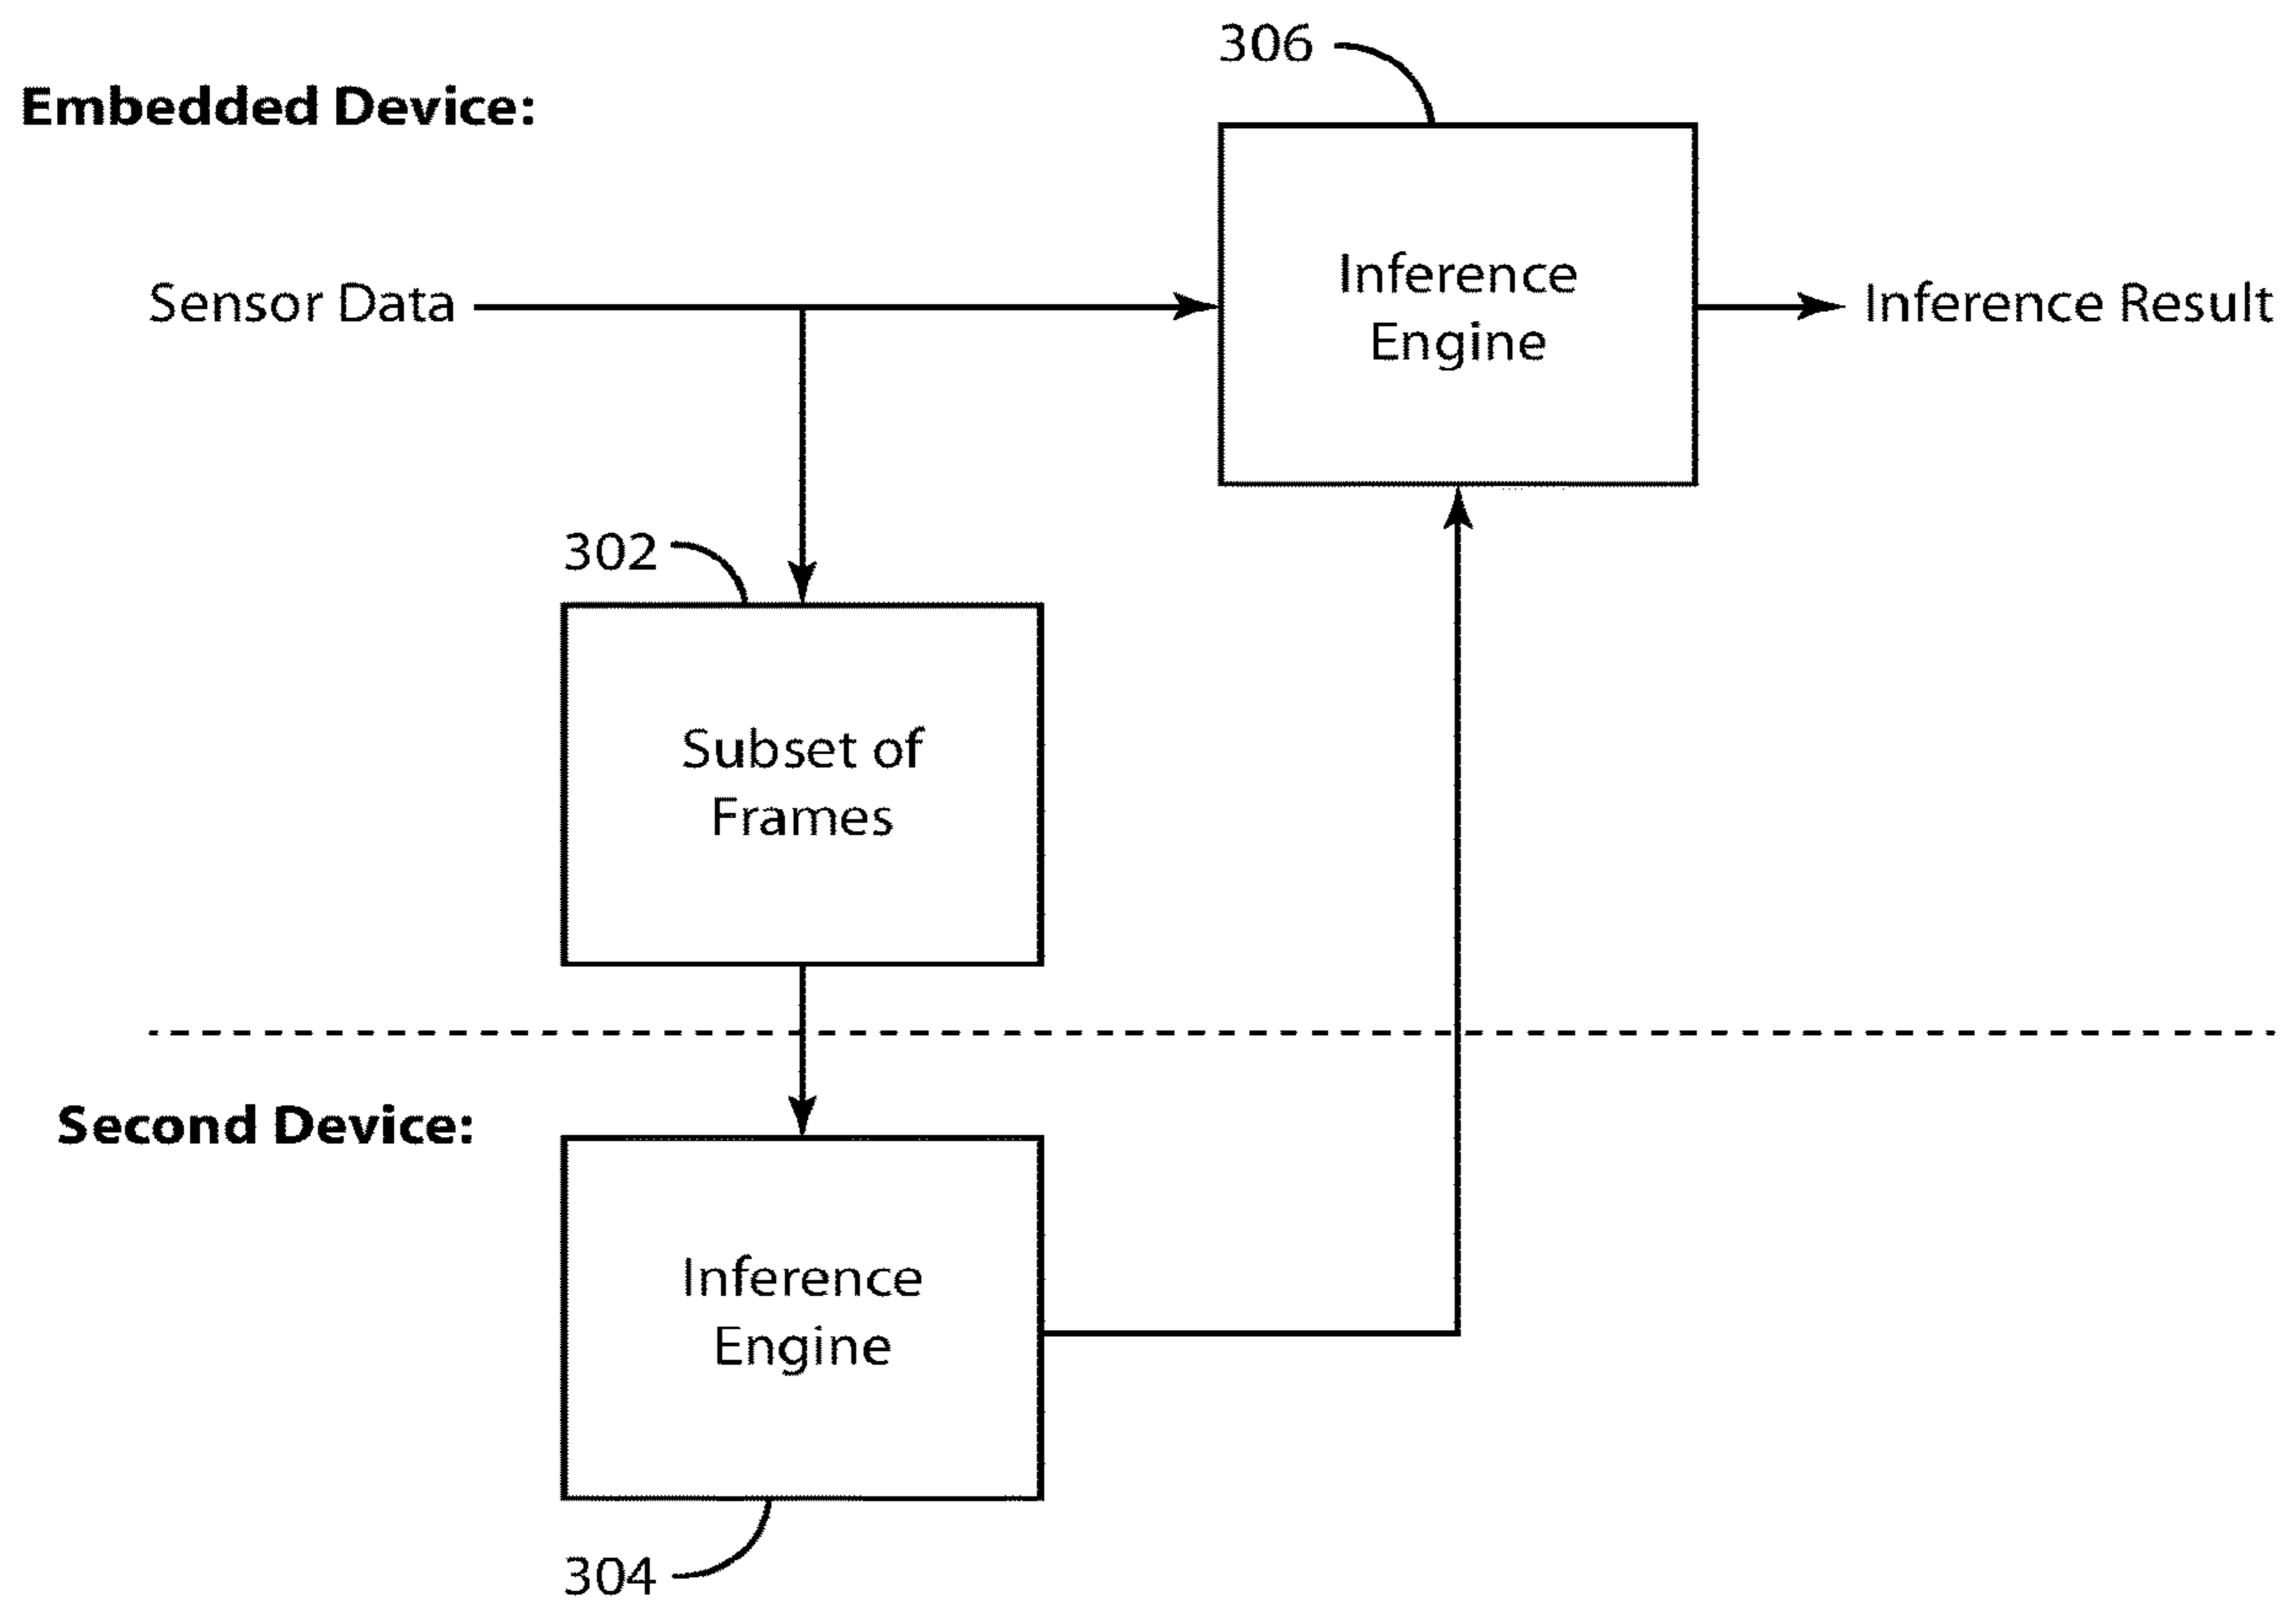 306
Embedded Device:
Inference
Engine
Sensor Data
Inference Result
302
Subset of
Frames
Second Device:
Inference
Engine
304